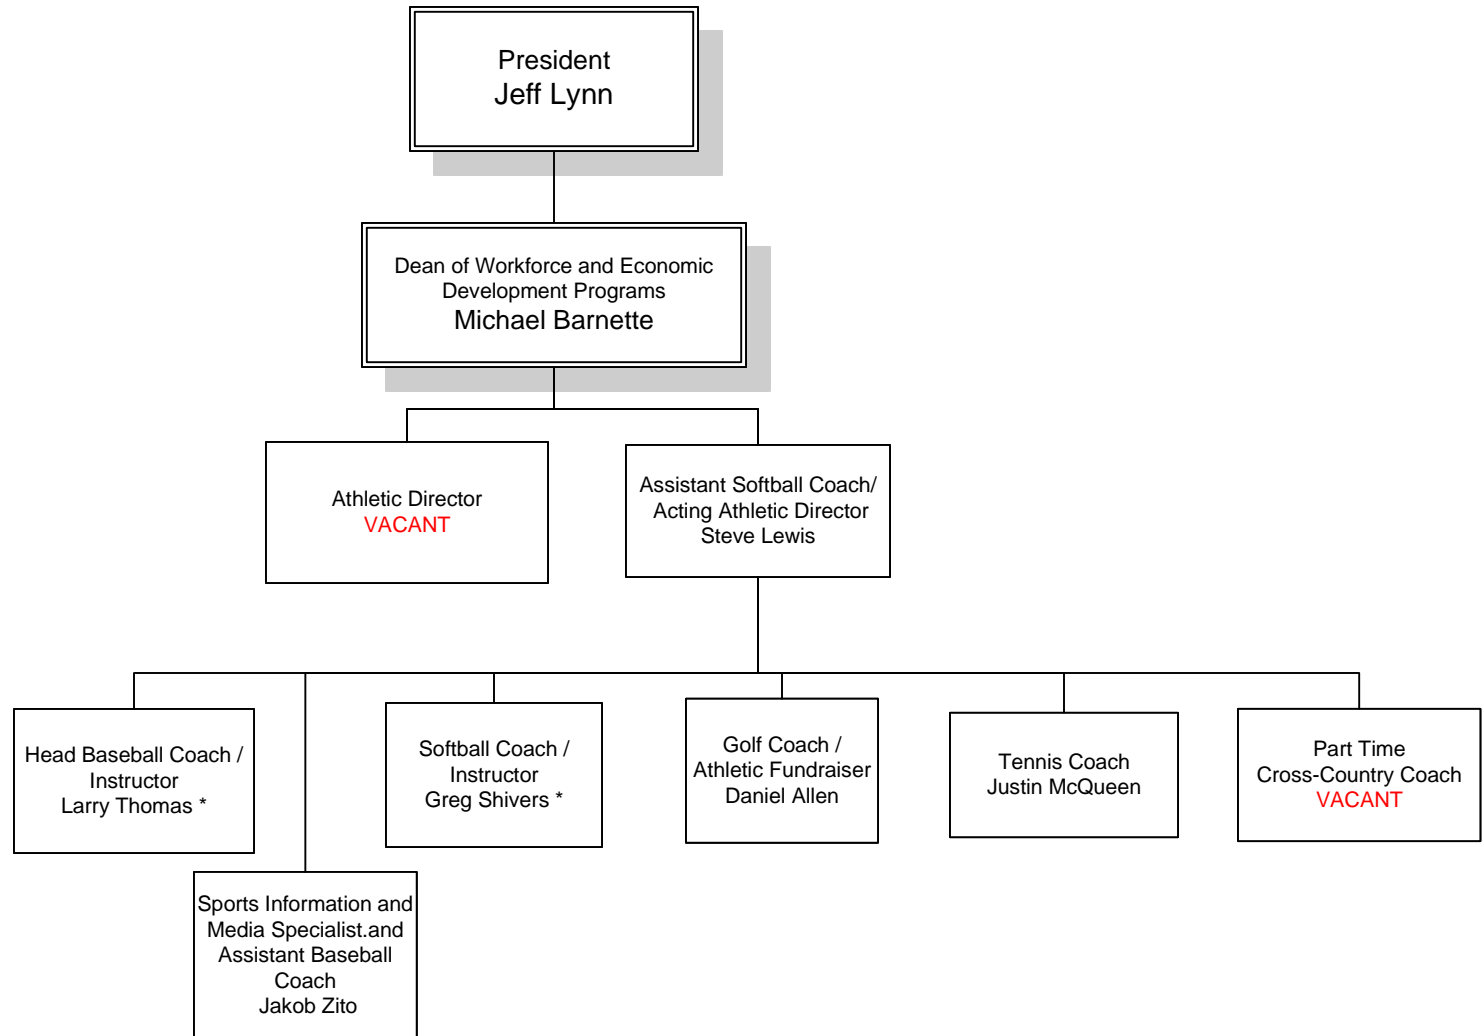 President
Jeff Lynn
Dean of Workforce and Economic
Development Programs
Michael Barnette
Athletic Director
VACANT
Assistant Softball Coach/
Acting Athletic Director
Steve Lewis
Head Baseball Coach /
Instructor
Larry Thomas *
Softball Coach /
Instructor
Greg Shivers *
Golf Coach /
Athletic Fundraiser
Daniel Allen
Tennis Coach
Justin McQueen
Part Time
Cross-Country Coach
VACANT
Sports Information and
Media Specialist.and
Assistant Baseball
Coach
Jakob Zito